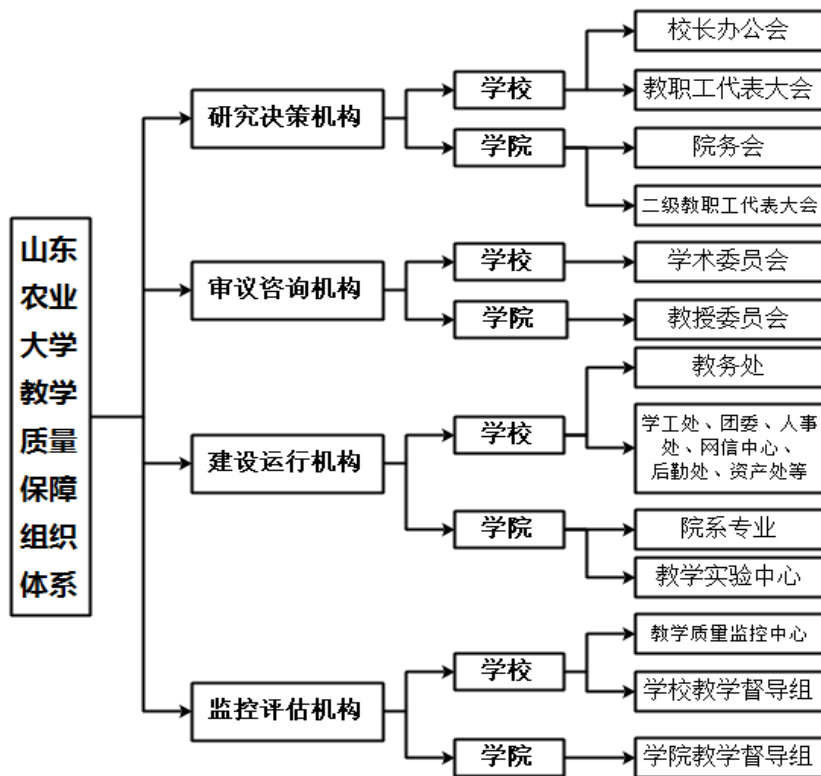 山东
农业
大学
教学
质量
保障
组织
体系
研究决策机构
学校
校长办公会
教职工代表大会
学院
院务会
二级教职工代表大会
审议咨询机构
学校
学术委员会
学院
教授委员会
建设运行机构
学校
教务处
学工处、团委、人事
处、网信中心、
后勤处、资产处等
学院
院系专业
教学实验中心
监控评估机构
学校
教学质量监控中心
学校教学督导组
学院
学院教学督导组